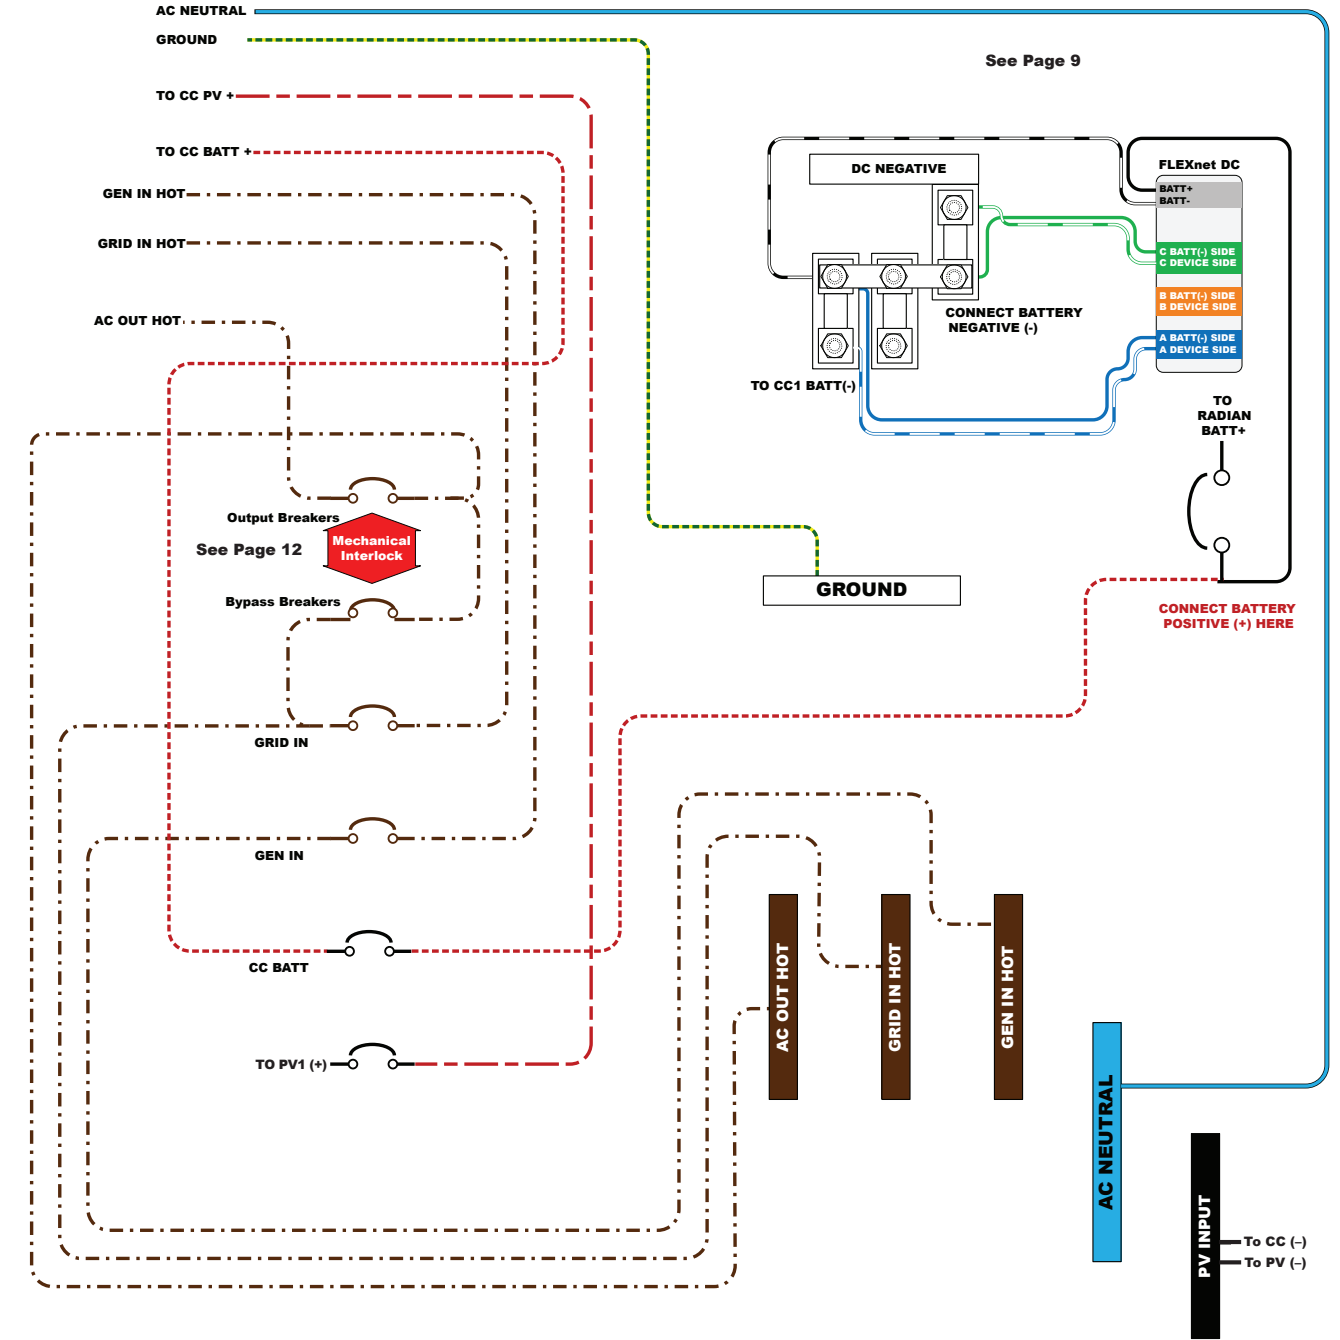 AC NEUTRAL
GROUND
See Page 9
TO CC PV +
TO CC BATT +
GEN IN HOT
GRID IN HOT
AC OUT HOT
DC NEGATIVE
FLEXnet DC
BATT+
BATT-
C BATT(-) SIDE
C DEVICE SIDE
B BATT(-) SIDE
B DEVICE SIDE
A BATT(-) SIDE
A DEVICE SIDE
CONNECT BATTERY
NEGATIVE (-)
TO CC1 BATT(-)
TO
RADIAN
BATT+
Output Breakers
See Page 12
Mechanical
Interlock
Bypass Breakers
GROUND
CONNECT BATTERY
POSITIVE (+) HERE
GRID IN
GEN IN
CC BATT
TO PV1 (+)
AC OUT HOT
GRID IN HOT
GEN IN HOT
AC NEUTRAL
PV INPUT
To CC (–)
To PV (–)